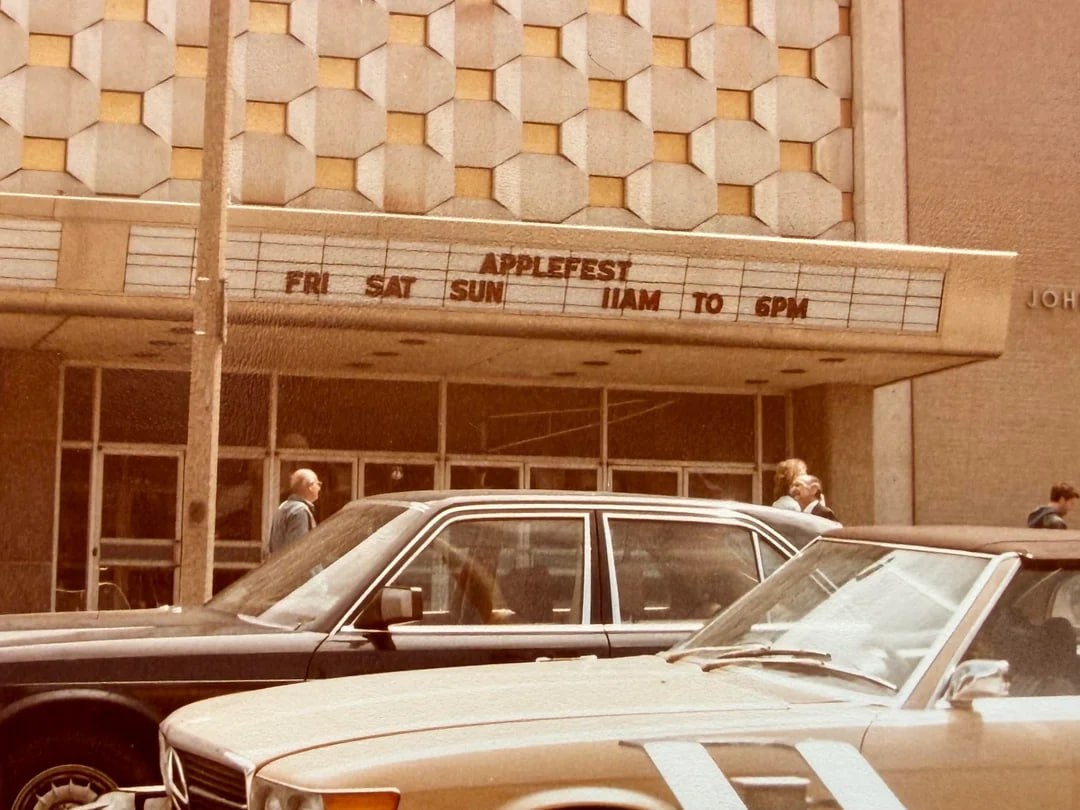 APPLEFEST
FRI SAT SUN 11AM TO 6PM
JOH